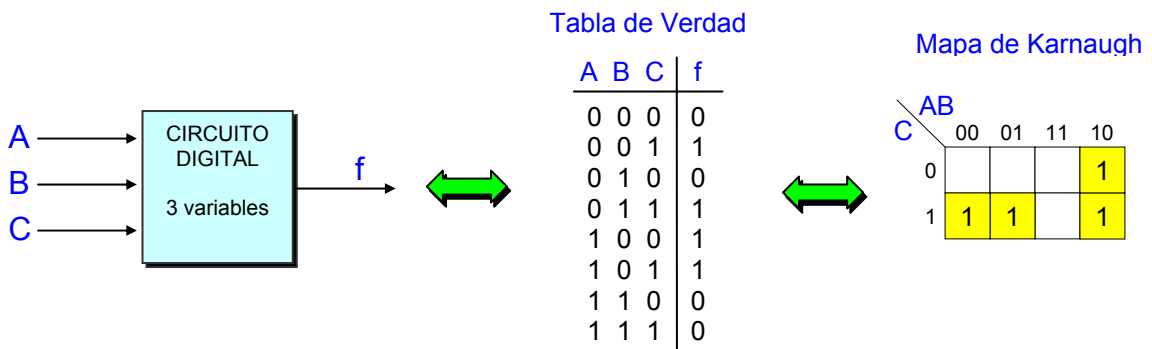 A
B
C
CIRCUITO
DIGITAL
3 variables
f
Tabla de Verdad
A B C f
0 0 0 0
0 0 1 1
0 1 0 0
0 1 1 1
1 0 0 1
1 0 1 1
1 1 0 0
1 1 1 0
Mapa de Karnaugh
AB
C 00 01 11 10
0 1
1 1 1 1